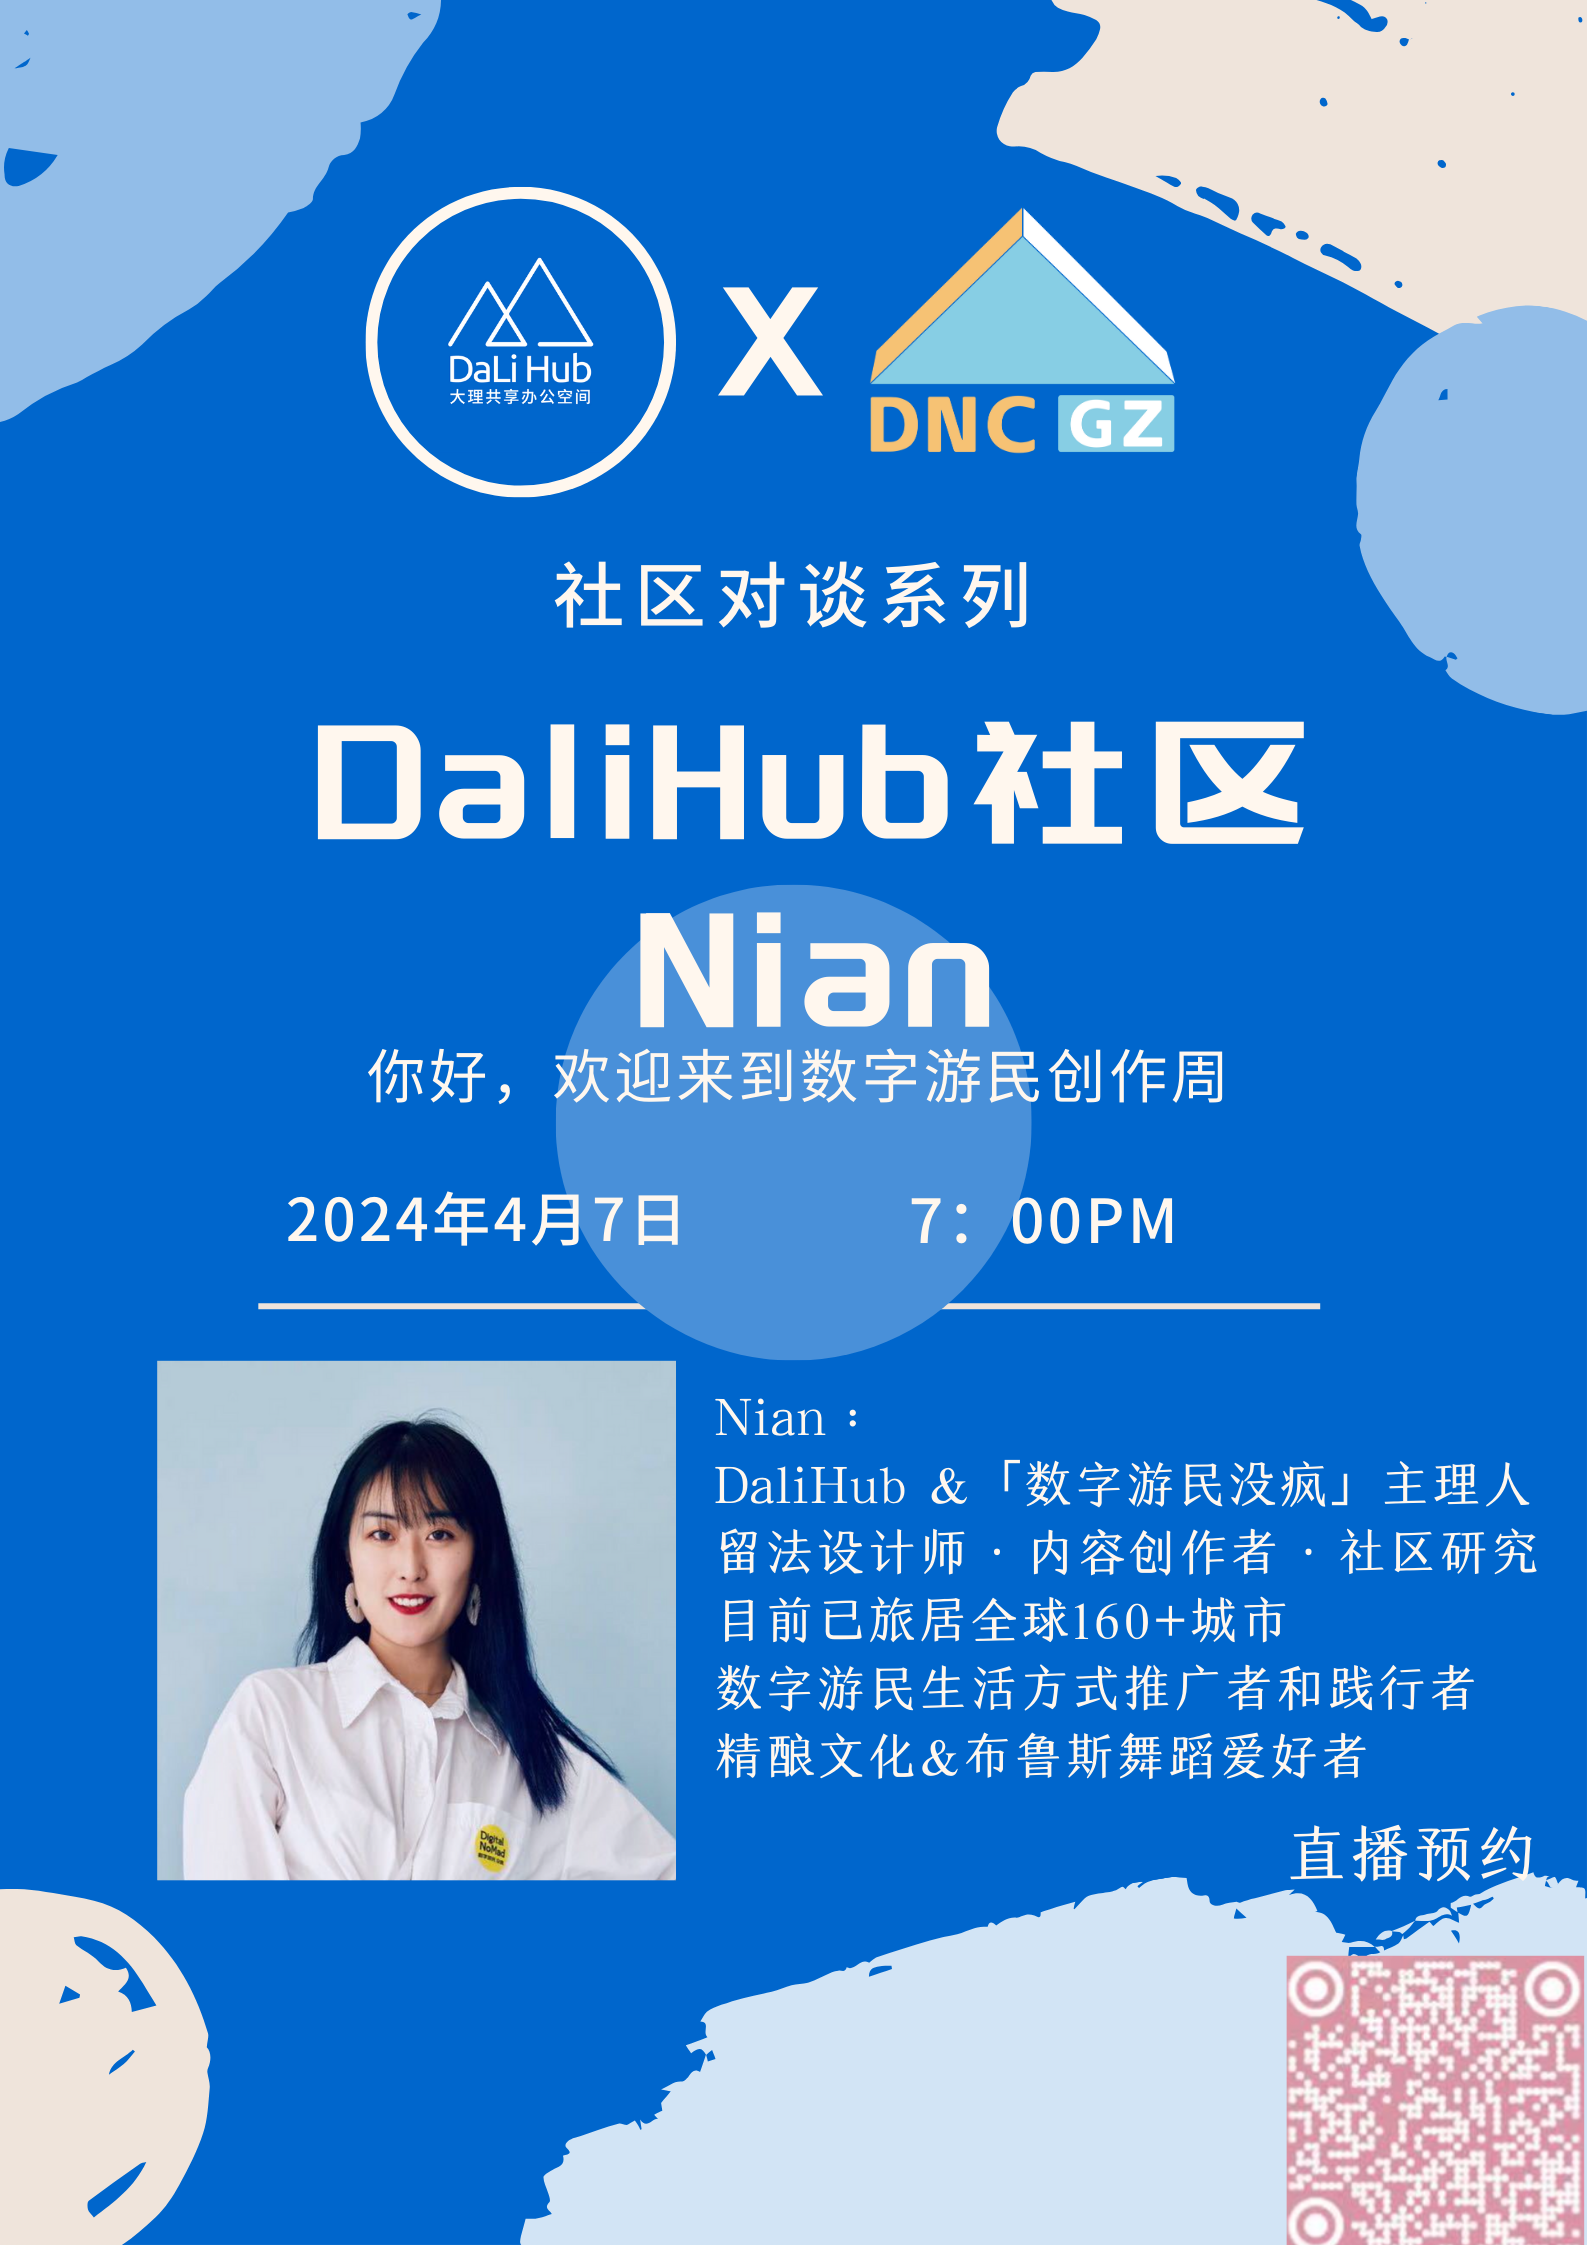 DaLi Hub
大理共享办公空间
X
DNC GZ
社区对谈系列
DaliHub社区
Nian
你好，欢迎来到数字游民创作周
2024年4月7日 7：00PM
Nian：
DaliHub &「数字游民没疯」主理人
留法设计师 · 内容创作者 · 社区研究
目前已旅居全球160+城市
数字游民生活方式推广者和践行者
精酿文化&布鲁斯舞蹈爱好者
Digital
NoMad
直播预约